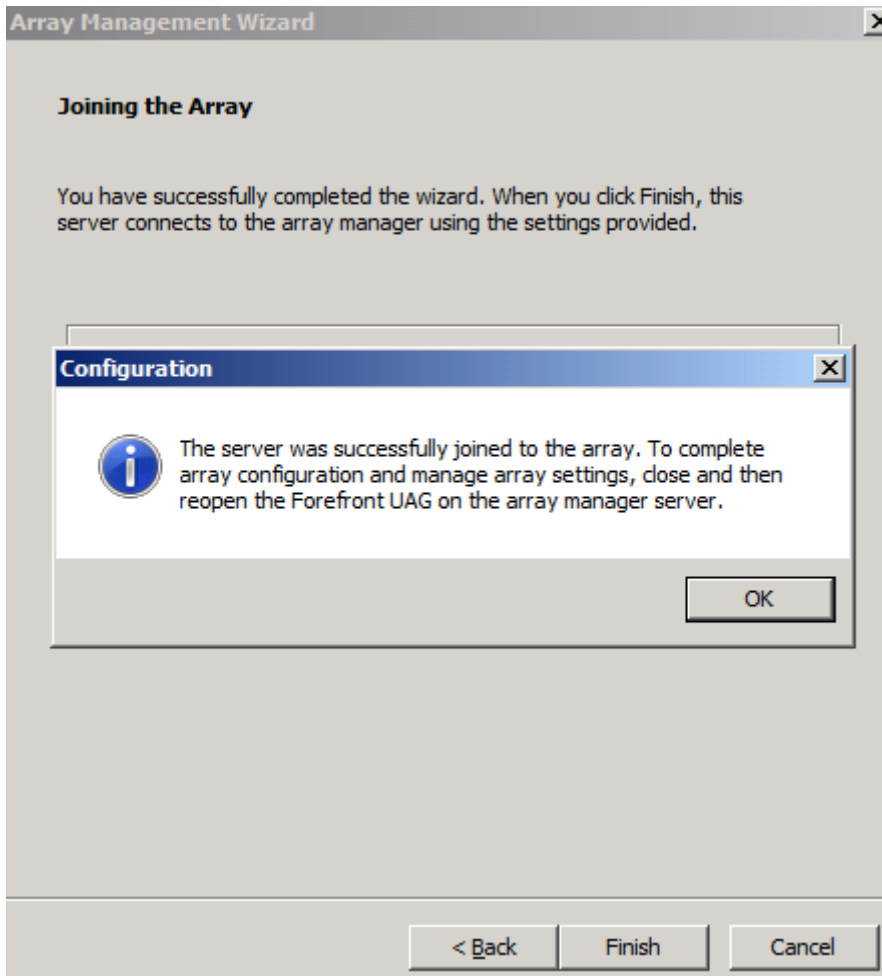 Array Management Wizard
Joining the Array
You have successfully completed the wizard. When you click Finish, this
server connects to the array manager using the settings provided.
Configuration
The server was successfully joined to the array. To complete
array configuration and manage array settings, close and then
reopen the Forefront UAG on the array manager server.
OK
< Back
Finish
Cancel